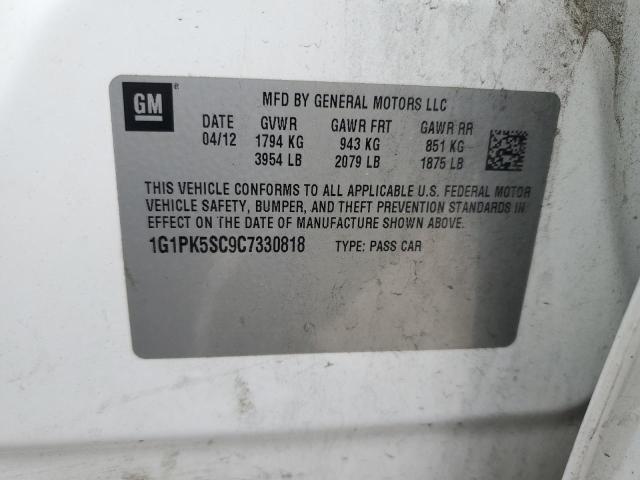 GM ®
MFD BY GENERAL MOTORS LLC
DATE GVWR GAWR FRT GAWR RR
04/12 1794 KG 943 KG 851 KG
3954 LB 2079 LB 1875 LB
THIS VEHICLE CONFORMS TO ALL APPLICABLE U.S. FEDERAL MOTOR
VEHICLE SAFETY, BUMPER, AND THEFT PREVENTION STANDARDS IN
EFFECT ON THE DATE OF MANUFACTURE SHOWN ABOVE.
1G1PK5SC9C7330818 TYPE: PASS CAR